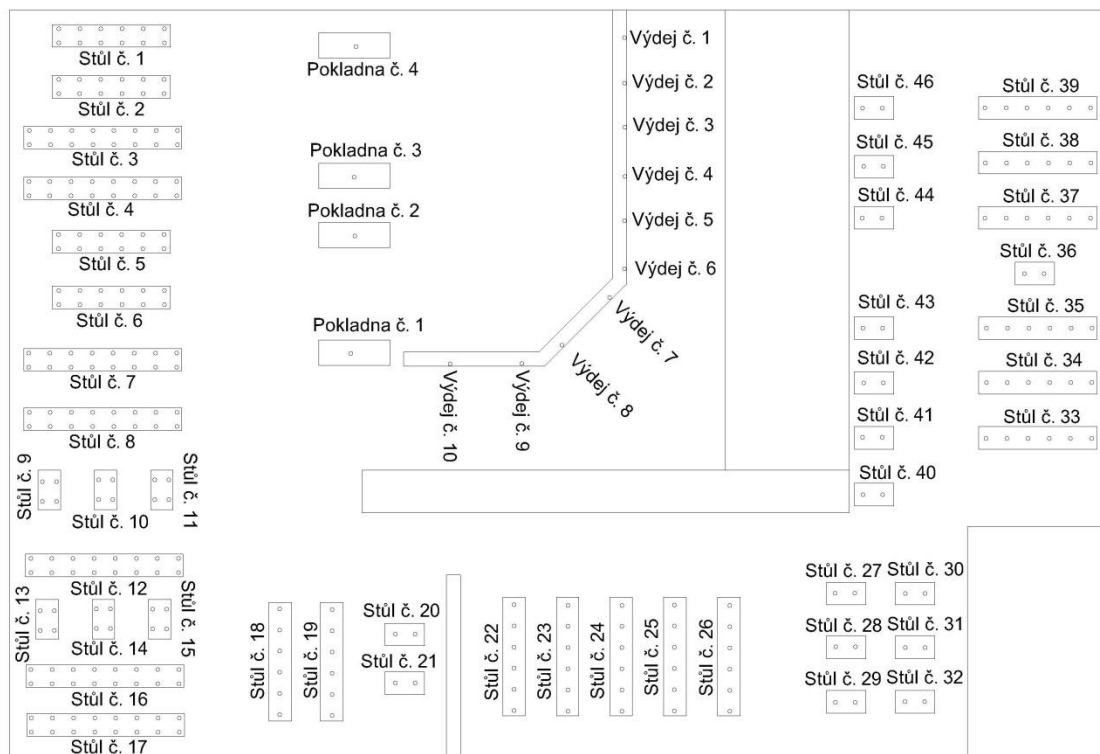 Stůl č. 1
Stůl č. 2
Stůl č. 3
Stůl č. 4
Stůl č. 5
Stůl č. 6
Stůl č. 7
Stůl č. 8
Stůl č. 9
Stůl č. 10
Stůl č. 11
Stůl č. 12
Stůl č. 13
Stůl č. 14
Stůl č. 15
Stůl č. 16
Stůl č. 17
Pokladna č. 4
Pokladna č. 3
Pokladna č. 2
Pokladna č. 1
Výdej č. 1
Výdej č. 2
Výdej č. 3
Výdej č. 4
Výdej č. 5
Výdej č. 6
Výdej č. 7
Výdej č. 8
Výdej č. 9
Výdej č. 10
Stůl č. 18
Stůl č. 19
Stůl č. 20
Stůl č. 21
Stůl č. 22
Stůl č. 23
Stůl č. 24
Stůl č. 25
Stůl č. 26
Stůl č. 27
Stůl č. 28
Stůl č. 29
Stůl č. 30
Stůl č. 31
Stůl č. 32
Stůl č. 46
Stůl č. 45
Stůl č. 44
Stůl č. 43
Stůl č. 42
Stůl č. 41
Stůl č. 40
Stůl č. 39
Stůl č. 38
Stůl č. 37
Stůl č. 36
Stůl č. 35
Stůl č. 34
Stůl č. 33